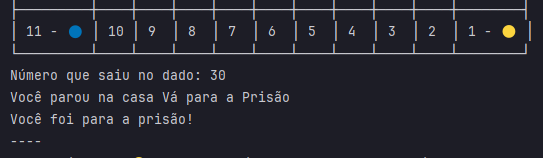 11 - 🔵 | 10 | 9 | 8 | 7 | 6 | 5 | 4 | 3 | 2 | 1 - 🟡
Número que saiu no dado: 30
Você parou na casa Vá para a Prisão
Você foi para a prisão!
----